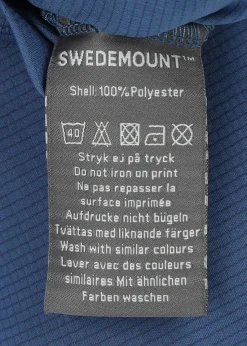 SWEDEMOUNT™
Shell: 100% Polyester
40
Stryk ej på tryck
Do not iron on print
Ne pas repasser la
surface imprimée
Aufdrucke nicht bügeln
Tvättas med liknande färger
Wash with similar colours
Laver avec des couleurs
similaires Mit ähnlichen
Farben waschen